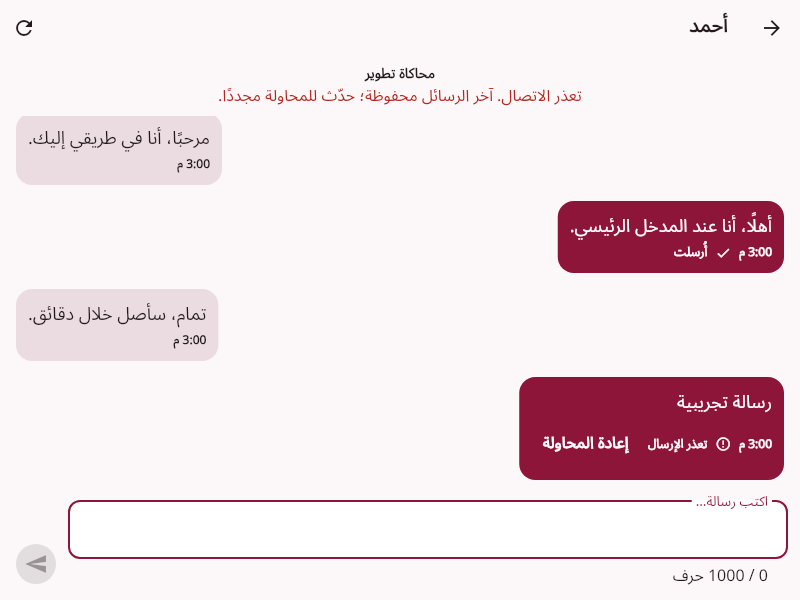 أحمد
محاكاة تطوير
تعذر الاتصال. آخر الرسائل محفوظة؛ حدّث للمحاولة مجددًا.
مرحبًا، أنا في طريقي إليك.
3:00 م
أهلًا، أنا عند المدخل الرئيسي.
3:00 م ✓ أُرسلت
تمام، سأصل خلال دقائق.
3:00 م
رسالة تجريبية
3:00 م تعذر الإرسال إعادة المحاولة
اكتب رسالة...
0 / 1000 حرف